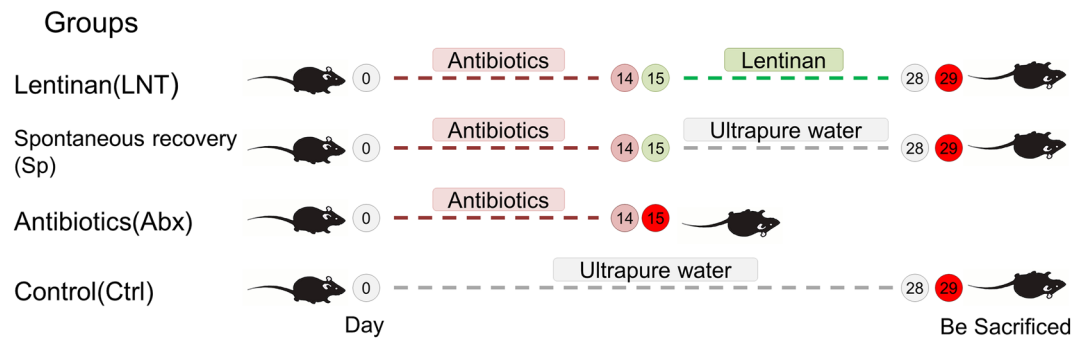 Groups
Lentinan(LNT) 0 Antibiotics 14 15 Lentinan 28 29
Spontaneous recovery
(Sp) 0 Antibiotics 14 15 Ultrapure water 28 29
Antibiotics(Abx) 0 Antibiotics 14 15
Control(Ctrl) 0 Ultrapure water 28 29
Day Be Sacrificed